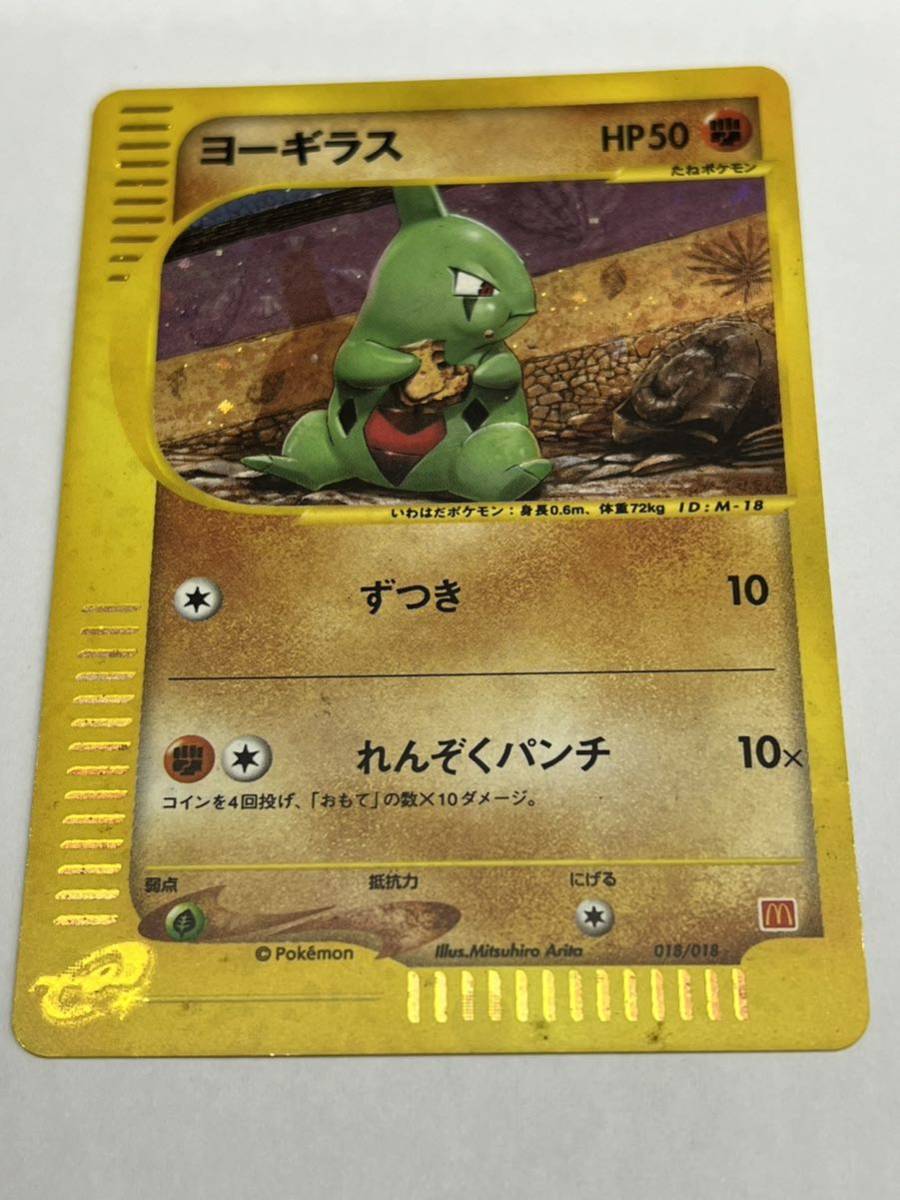 ヨーギラス HP50
たねポケモン
いわはだポケモン：身長0.6m、体重72kg ID:M-18
ずつき 10
れんぞくパンチ 10×
コインを4回投げ、「おもて」の数×10ダメージ。
弱点 抵抗力 にげる
©Pokémon Illus.Mitsuhiro Arita 018/018